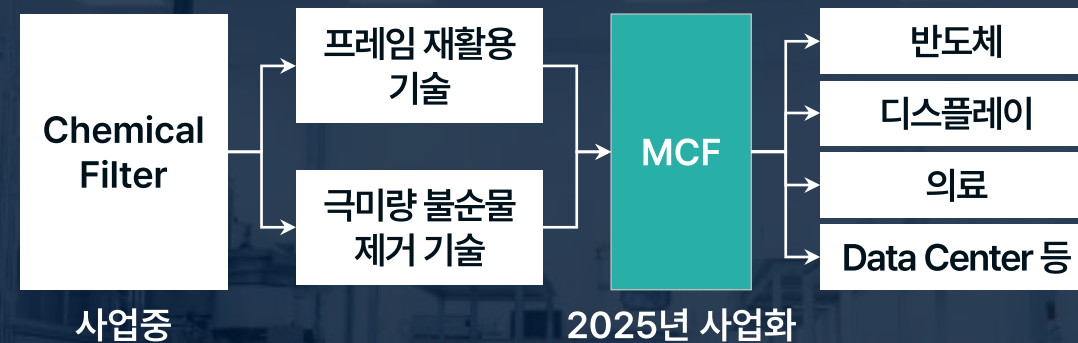 Chemical
Filter
사업중
프레임 재활용
기술
극미량 불순물
제거 기술
MCF
2025년 사업화
반도체
디스플레이
의료
Data Center 등